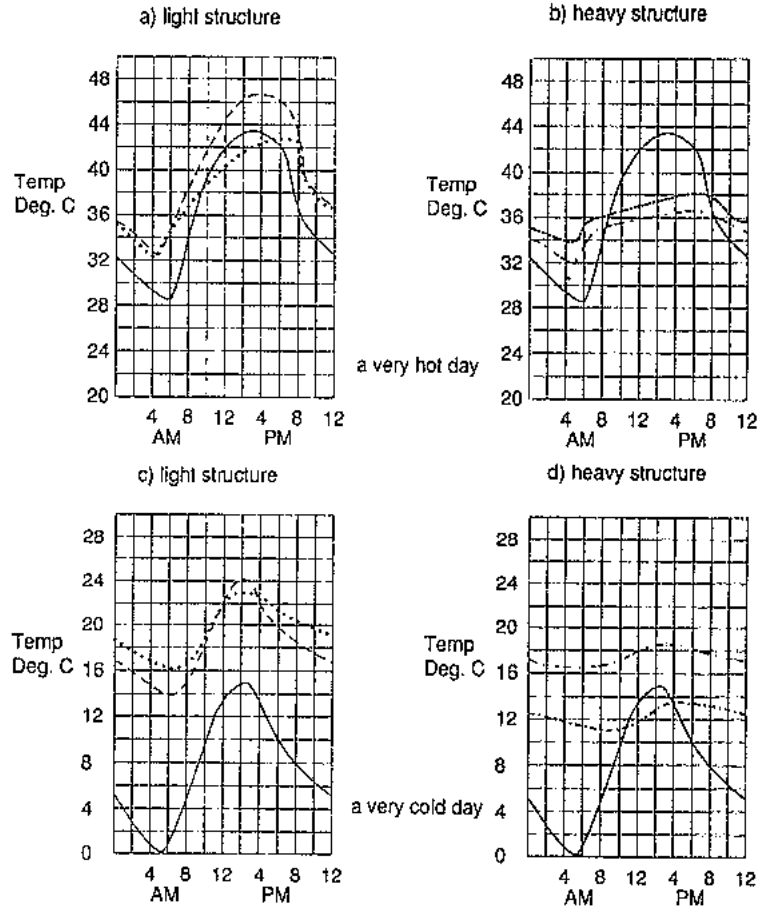 a) light structure
48
44
40
36
32
28
24
20
Temp
Deg. C
4 8 12 4 8 12
AM PM
b) heavy structure
48
44
40
36
32
28
24
20
Temp
Deg. C
4 8 12 4 8 12
AM PM
a very hot day
c) light structure
28
24
20
16
12
8
4
0
Temp
Deg. C
4 8 12 4 8 12
AM PM
d) heavy structure
28
24
20
16
12
8
4
0
Temp
Deg. C
4 8 12 4 8 12
AM PM
a very cold day